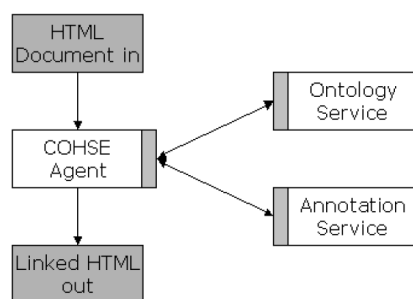 HTML
Document in
COHSE
Agent
Ontology
Service
Annotation
Service
Linked HTML
out